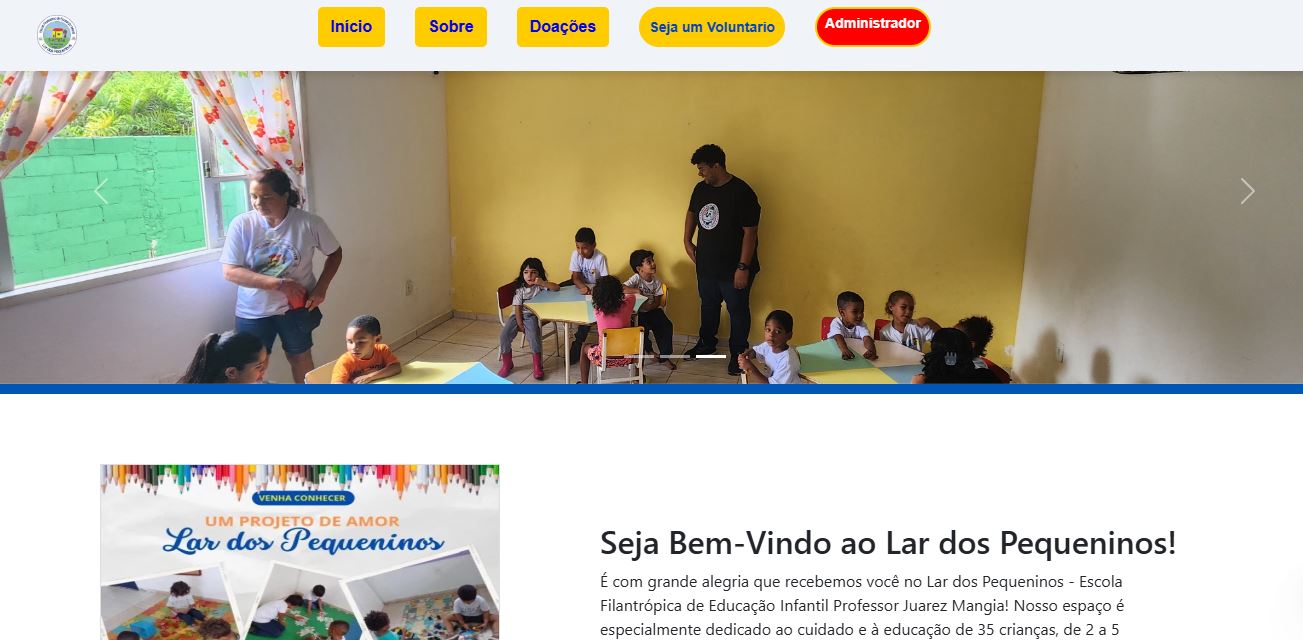 Início
Sobre
Doações
Seja um Voluntario
Administrador
VENHA CONHECER
UM PROJETO DE AMOR
Lar dos Pequeninos
Seja Bem-Vindo ao Lar dos Pequeninos!
É com grande alegria que recebemos você no Lar dos Pequeninos - Escola
Filantrópica de Educação Infantil Professor Juarez Mangia! Nosso espaço é
especialmente dedicado ao cuidado e à educação de 35 crianças, de 2 a 5